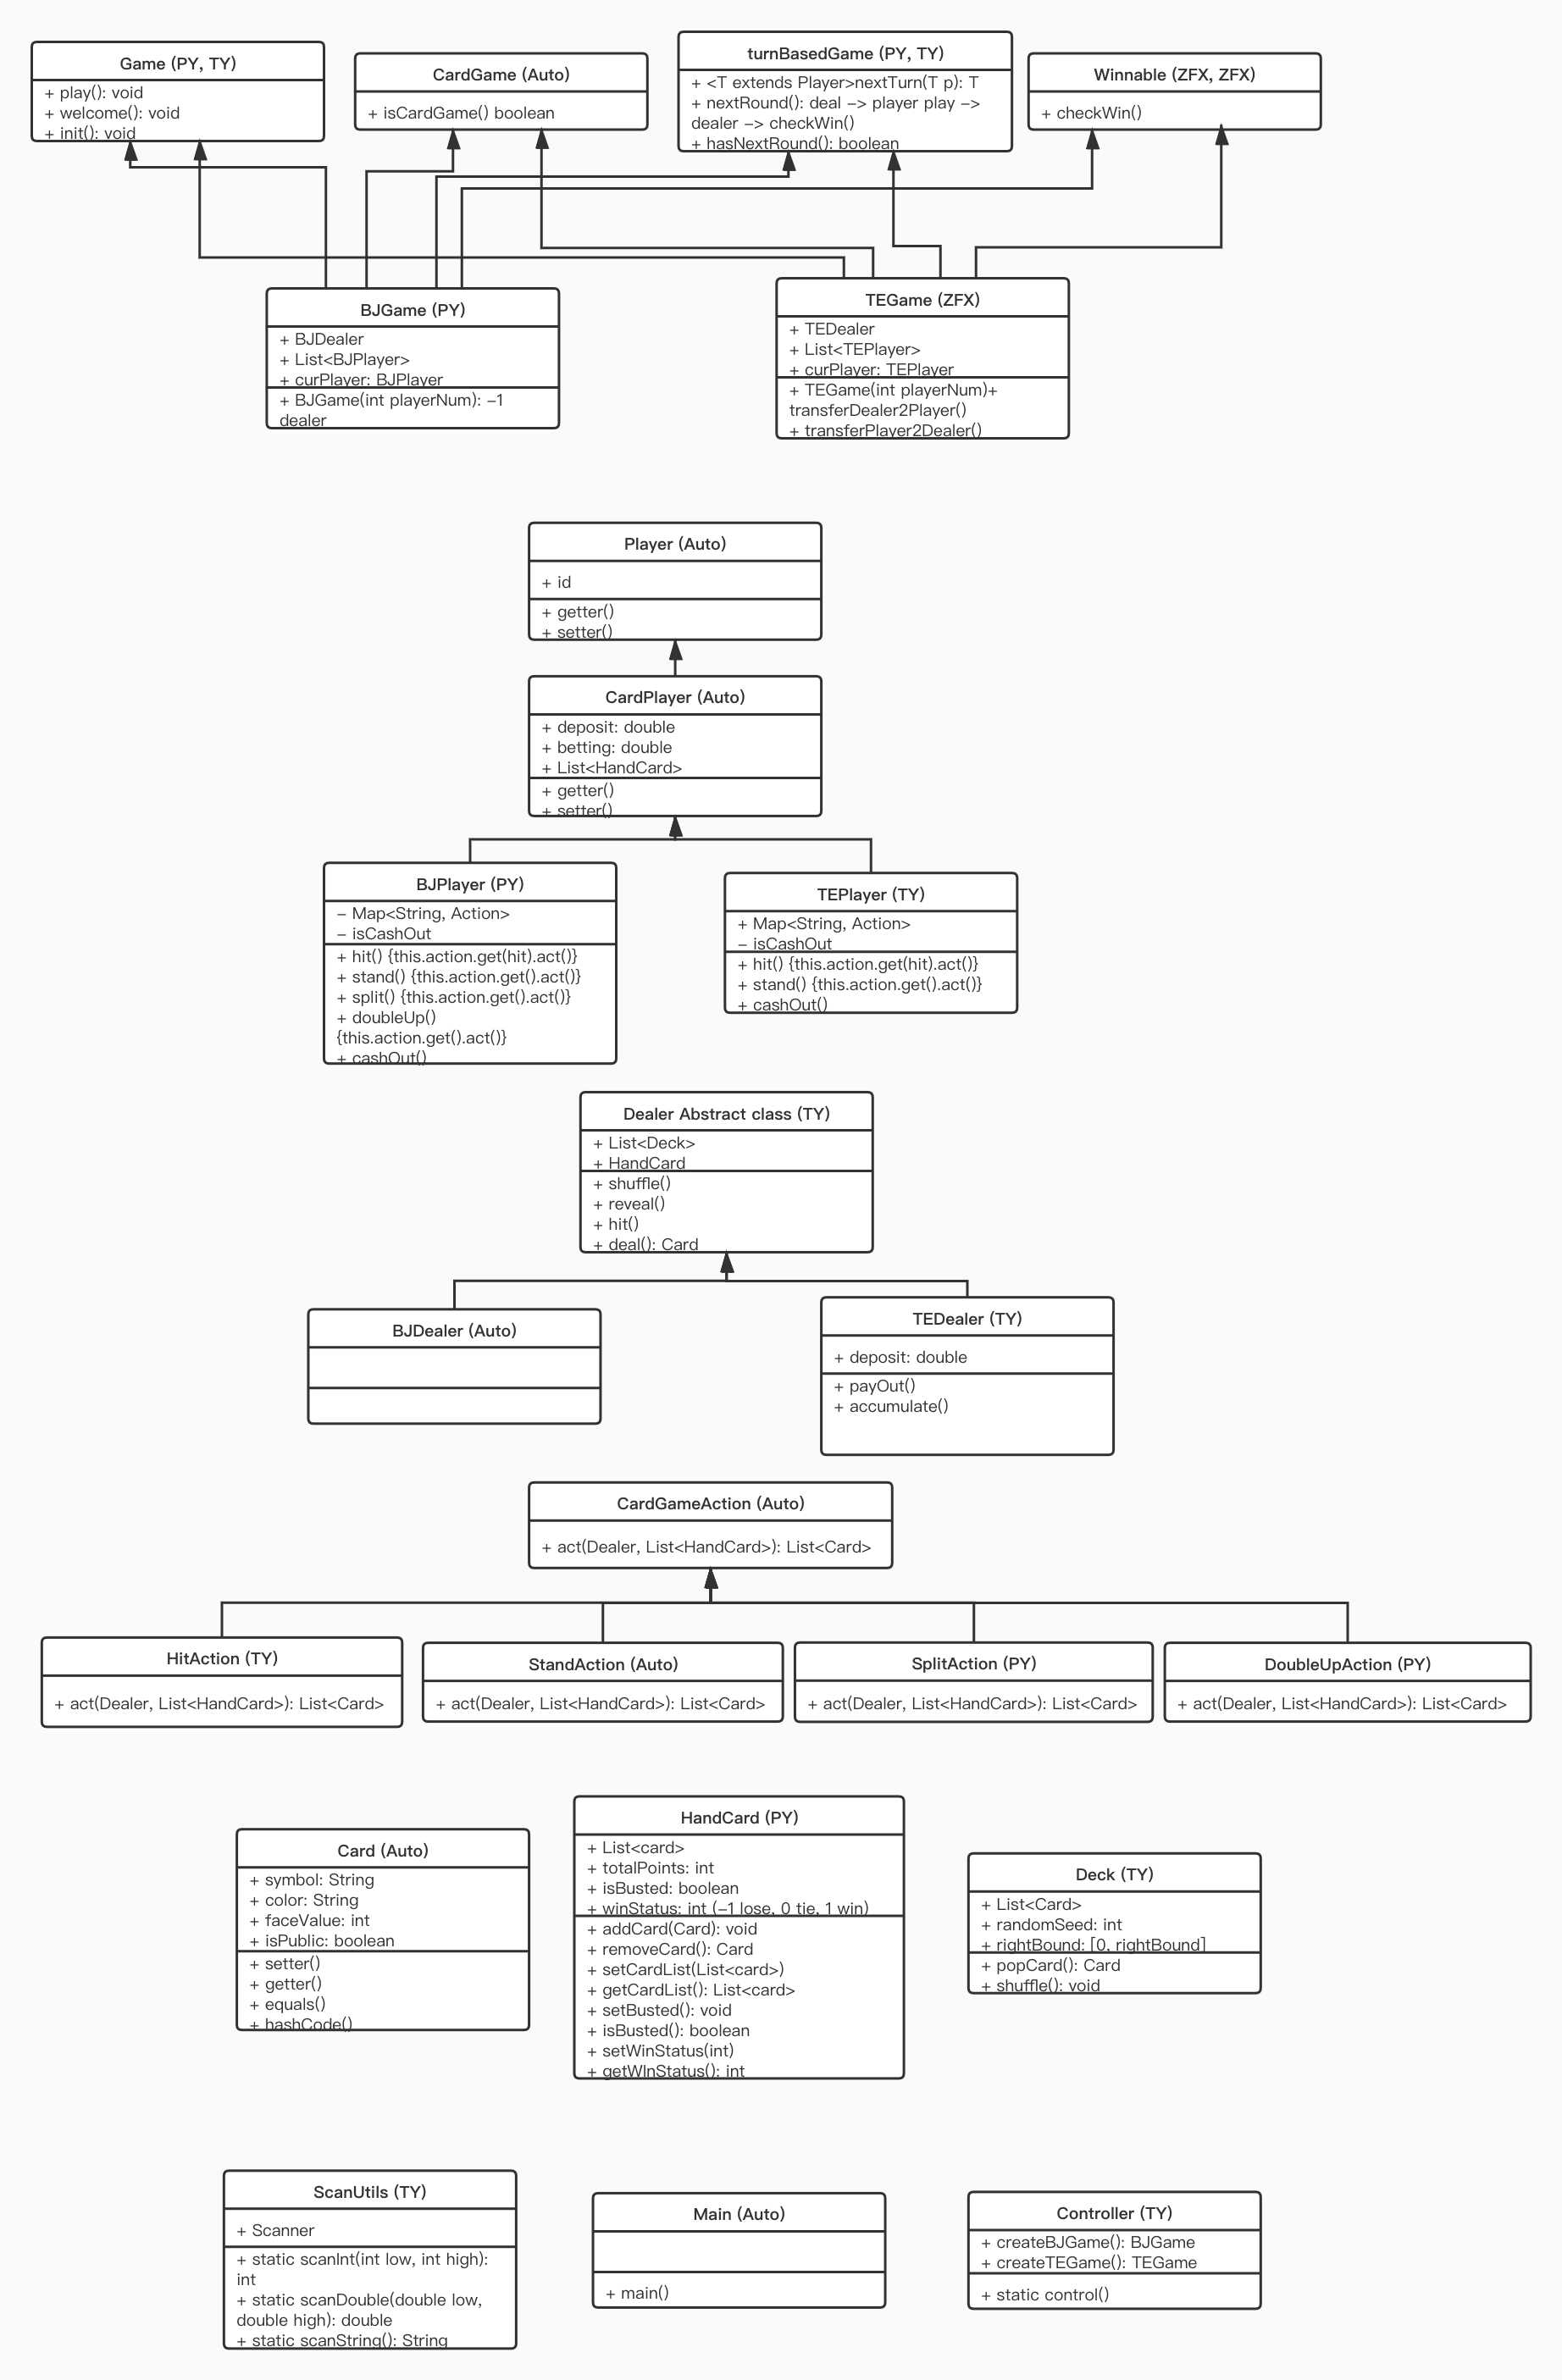 Game (PY, TY)
+ play(): void
+ welcome(): void
+ init(): void
CardGame (Auto)
+ isCardGame() boolean
turnBasedGame (PY, TY)
+ <T extends Player>nextTurn(T p): T
+ nextRound(): deal -> player play ->
dealer -> checkWin()
+ hasNextRound(): boolean
Winnable (ZFX, ZFX)
+ checkWin()
BJGame (PY)
+ BJDealer
+ List<BJPlayer>
+ curPlayer: BJPlayer
+ BJGame(int playerNum): -1
dealer
TEGame (ZFX)
+ TEDealer
+ List<TEPlayer>
+ curPlayer: TEPlayer
+ TEGame(int playerNum)+
transferDealer2Player()
+ transferPlayer2Dealer()
Player (Auto)
+ id
+ getter()
+ setter()
CardPlayer (Auto)
+ deposit: double
+ betting: double
+ List<HandCard>
+ getter()
+ setter()
BJPlayer (PY)
- Map<String, Action>
- isCashOut
+ hit() {this.action.get(hit).act()}
+ stand() {this.action.get().act()}
+ split() {this.action.get().act()}
+ doubleUp()
{this.action.get().act()}
+ cashOut()
TEPlayer (TY)
+ Map<String, Action>
- isCashOut
+ hit() {this.action.get(hit).act()}
+ stand() {this.action.get().act()}
+ cashOut()
Dealer Abstract class (TY)
+ List<Deck>
+ HandCard
+ shuffle()
+ reveal()
+ hit()
+ deal(): Card
BJDealer (Auto)
TEDealer (TY)
+ deposit: double
+ payOut()
+ accumulate()
CardGameAction (Auto)
+ act(Dealer, List<HandCard>): List<Card>
HitAction (TY)
+ act(Dealer, List<HandCard>): List<Card>
StandAction (Auto)
+ act(Dealer, List<HandCard>): List<Card>
SplitAction (PY)
+ act(Dealer, List<HandCard>): List<Card>
DoubleUpAction (PY)
+ act(Dealer, List<HandCard>): List<Card>
Card (Auto)
+ symbol: String
+ color: String
+ faceValue: int
+ isPublic: boolean
+ setter()
+ getter()
+ equals()
+ hashCode()
HandCard (PY)
+ List<card>
+ totalPoints: int
+ isBusted: boolean
+ winStatus: int (-1 lose, 0 tie, 1 win)
+ addCard(Card): void
+ removeCard(): Card
+ setCardList(List<card>)
+ getCardList(): List<card>
+ setBusted(): void
+ isBusted(): boolean
+ setWinStatus(int)
+ getWInStatus(): int
Deck (TY)
+ List<Card>
+ randomSeed: int
+ rightBound: [0, rightBound]
+ popCard(): Card
+ shuffle(): void
ScanUtils (TY)
+ Scanner
+ static scanInt(int low, int high):
int
+ static scanDouble(double low,
double high): double
+ static scanString(): String
Main (Auto)
+ main()
Controller (TY)
+ createBJGame(): BJGame
+ createTEGame(): TEGame
+ static control()